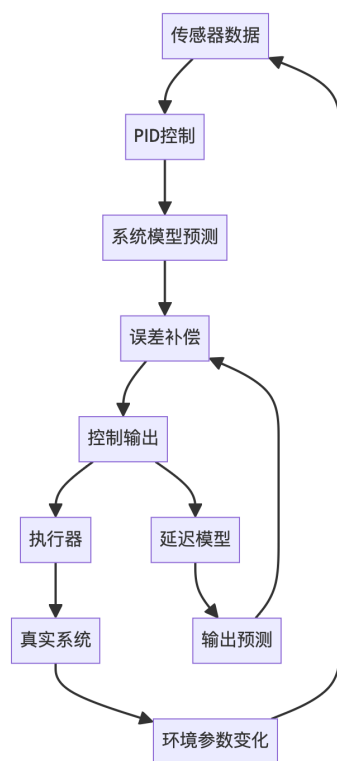 传感器数据
PID控制
系统模型预测
误差补偿
控制输出
执行器
延迟模型
真实系统
输出预测
环境参数变化